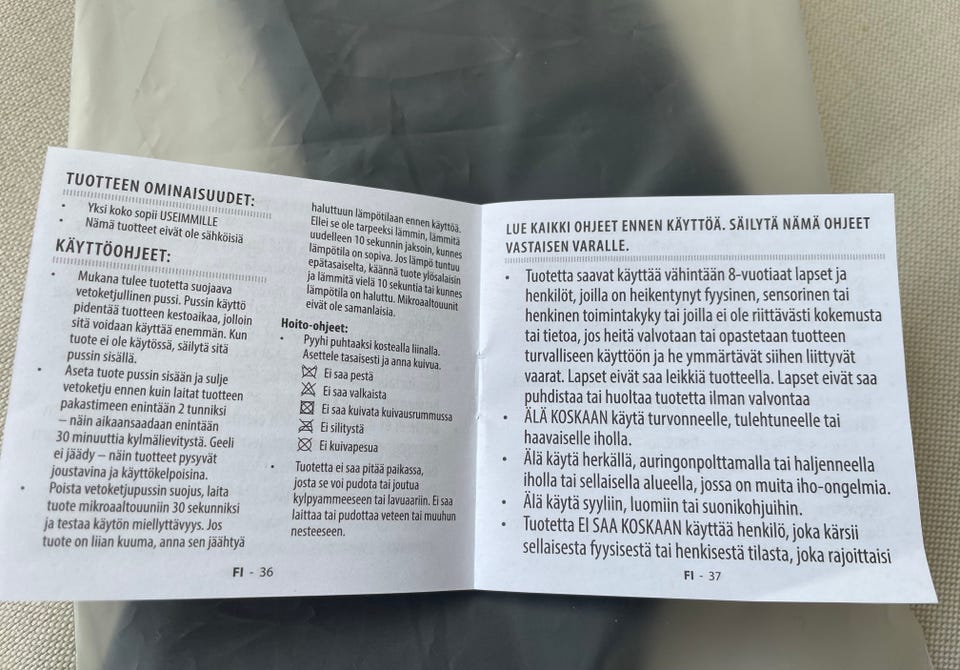 TUOTTEEN OMINAISUUDET:
• Yksi koko sopii USEIMMILLE
• Nämä tuotteet eivät ole sähköisiä
KÄYTTÖOHJEET:
• Mukana tulee tuotetta suojaava
vetoketjullinen pussi. Pussin käyttö
pidentää tuotteen kestoaikaa, jolloin
sitä voidaan käyttää enemmän. Kun
tuote ei ole käytössä, säilytä sitä
pussin sisällä.
• Aseta tuote pussin sisään ja sulje
vetoketju ennen kuin laitat tuotteen
pakastimeen enintään 2 tunniksi
– näin aikaansaadaan enintään
30 minuuttia kylmälievitystä. Geeli
ei jäädy – näin tuotteet pysyvät
joustavina ja käyttökelpoisina.
• Poista vetoketjupussin suojus, laita
tuote mikroaaltouuniin 30 sekunniksi
ja testaa käytön miellyttävyys. Jos
tuote on liian kuuma, anna sen jäähtyä
haluttuun lämpötilaan ennen käyttöä.
Ellei se ole tarpeeksi lämmin, lämmitä
uudelleen 10 sekunnin jaksoin, kunnes
lämpötila on sopiva. Jos lämpö tuntuu
epätasaiselta, käännä tuote ylösalaisin
ja lämmitä vielä 10 sekuntia tai kunnes
lämpötila on haluttu. Mikroaaltouunit
eivät ole samanlaisia.
Hoito-ohjeet:
• Pyyhi puhtaaksi kostealla liinalla.
Asettele tasaisesti ja anna kuivua.
Ei saa pestä
Ei saa valkaista
Ei saa kuivata kuivausrummussa
Ei silitystä
Ei kuivapesua
• Tuotetta ei saa pitää paikassa,
josta se voi pudota tai joutua
kylpyammeeseen tai lavuaariin. Ei saa
laittaa tai pudottaa veteen tai muuhun
nesteeseen.
FI - 36
LUE KAIKKI OHJEET ENNEN KÄYTTÖÄ. SÄILYTÄ NÄMÄ OHJEET
VASTAISEN VARALLE.
• Tuotetta saavat käyttää vähintään 8-vuotiaat lapset ja
henkilöt, joilla on heikentynyt fyysinen, sensorinen tai
henkinen toimintakyky tai joilla ei ole riittävästi kokemusta
tai tietoa, jos heitä valvotaan tai opastetaan tuotteen
turvalliseen käyttöön ja he ymmärtävät siihen liittyvät
vaarat. Lapset eivät saa leikkiä tuotteella. Lapset eivät saa
puhdistaa tai huoltaa tuotetta ilman valvontaa
• ÄLÄ KOSKAAN käytä turvonneelle, tulehtuneelle tai
haavaiselle iholla.
• Älä käytä herkällä, auringonpolttamalla tai haljenneella
iholla tai sellaisella alueella, jossa on muita iho-ongelmia.
• Älä käytä syyliin, luomiin tai suonikohjuihin.
• Tuotetta EI SAA KOSKAAN käyttää henkilö, joka kärsii
sellaisesta fyysisestä tai henkisestä tilasta, joka rajoittaisi
FI - 37